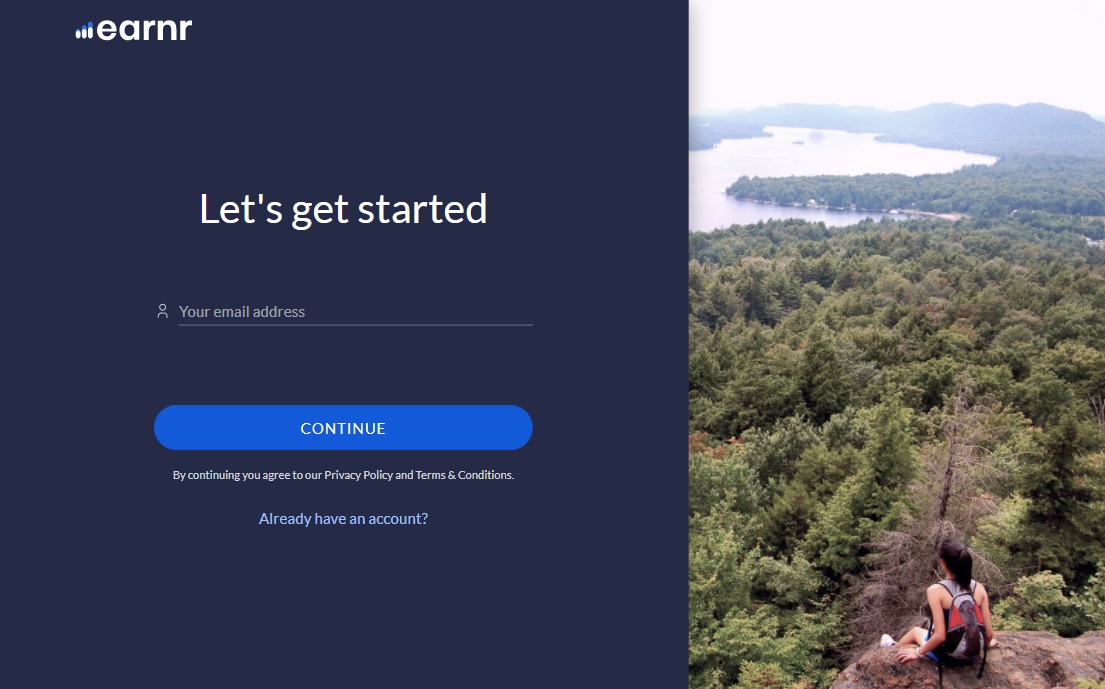 earnr
Let's get started
Your email address
CONTINUE
By continuing you agree to our Privacy Policy and Terms & Conditions.
Already have an account?